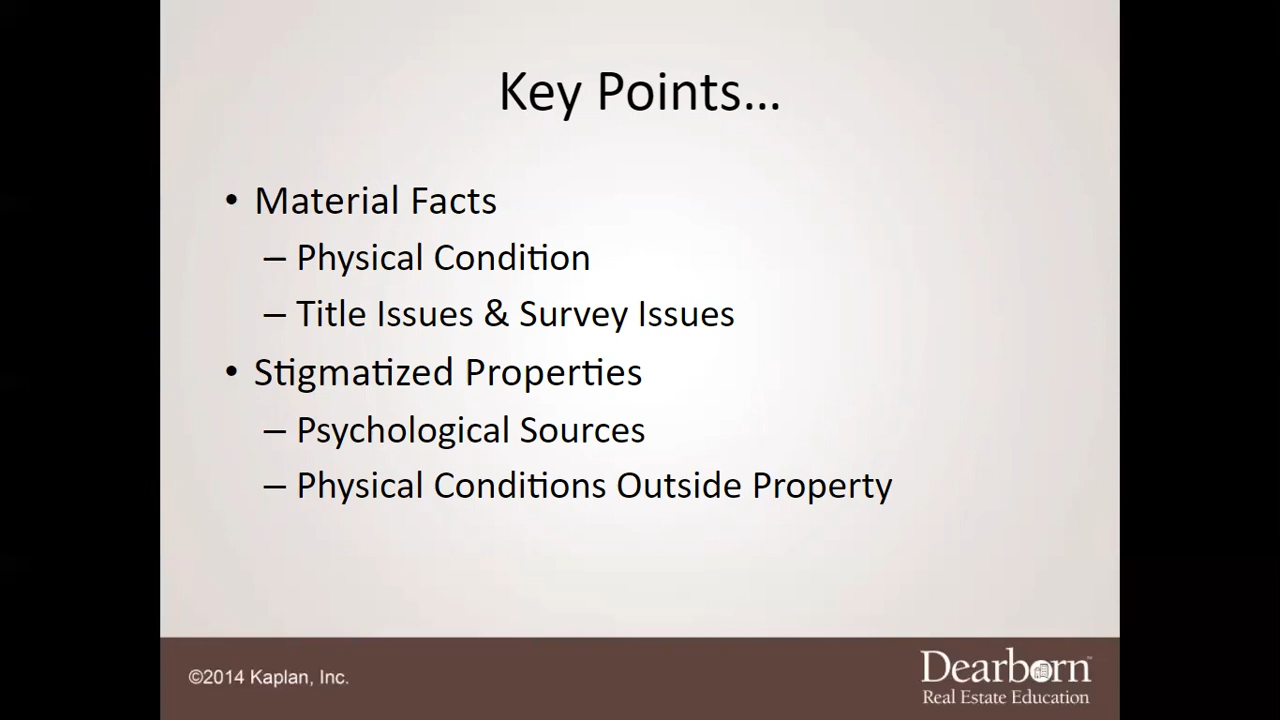 Key Points...
• Material Facts
– Physical Condition
– Title Issues & Survey Issues
• Stigmatized Properties
– Psychological Sources
– Physical Conditions Outside Property
©2014 Kaplan, Inc.
Dearborn™
Real Estate Education